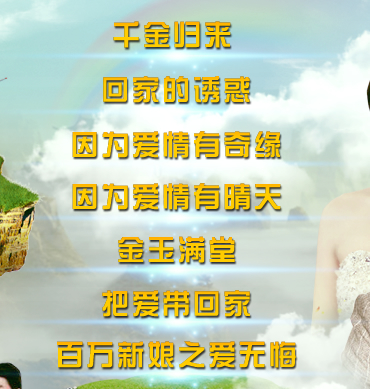 千金归来
回家的诱惑
因为爱情有奇缘
因为爱情有晴天
金玉满堂
把爱带回家
百万新娘之爱无悔